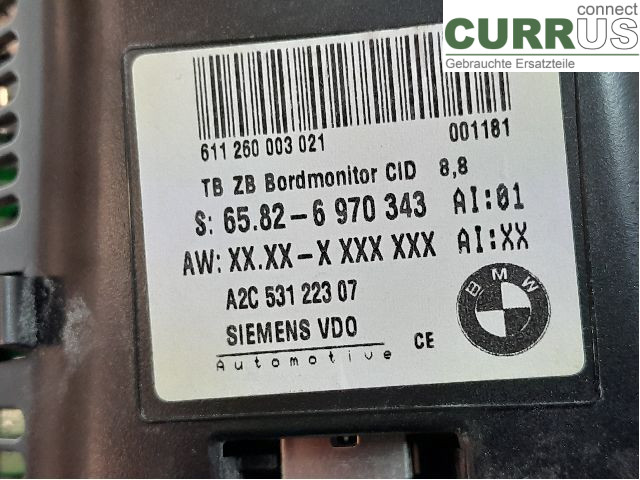 connect
CURRUS
Gebrauchte Ersatzteile
611 260 003 021 001181
TB ZB Bordmonitor CID 8,8
S: 65.82-6 970 343 AI:01
AW: XX.XX-X XXX XXX AI:XX
A2C 531 223 07
BMW
SIEMENS VDO
Automotive CE